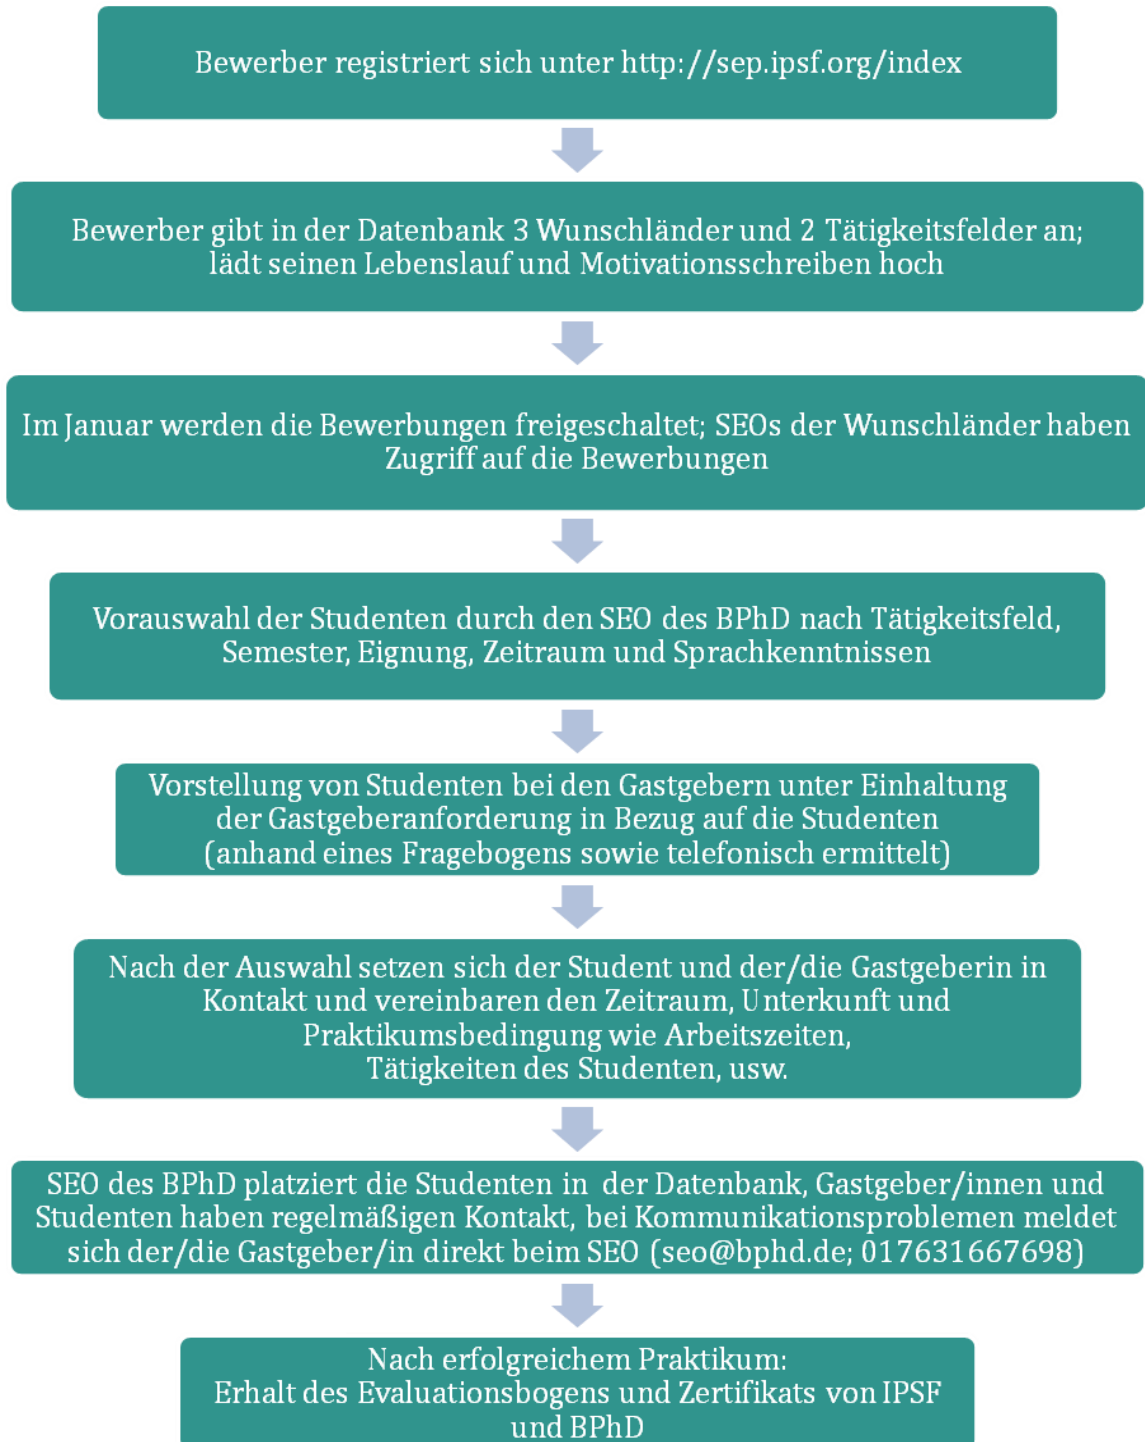 Bewerber registriert sich unter http://sep.ipsf.org/index
Bewerber gibt in der Datenbank 3 Wunschländer und 2 Tätigkeitsfelder an;
lädt seinen Lebenslauf und Motivationsschreiben hoch
Im Januar werden die Bewerbungen freigeschaltet; SEOs der Wunschländer haben
Zugriff auf die Bewerbungen
Vorauswahl der Studenten durch den SEO des BPhD nach Tätigkeitsfeld,
Semester, Eignung, Zeitraum und Sprachkenntnissen
Vorstellung von Studenten bei den Gastgebern unter Einhaltung
der Gastgeberanforderung in Bezug auf die Studenten
(anhand eines Fragebogens sowie telefonisch ermittelt)
Nach der Auswahl setzen sich der Student und der/die Gastgeberin in
Kontakt und vereinbaren den Zeitraum, Unterkunft und
Praktikumsbedingung wie Arbeitszeiten,
Tätigkeiten des Studenten, usw.
SEO des BPhD platziert die Studenten in der Datenbank, Gastgeber/innen und
Studenten haben regelmäßigen Kontakt, bei Kommunikationsproblemen meldet
sich der/die Gastgeber/in direkt beim SEO (seo@bphd.de; 017631667698)
Nach erfolgreichem Praktikum:
Erhalt des Evaluationsbogens und Zertifikats von IPSF
und BPhD